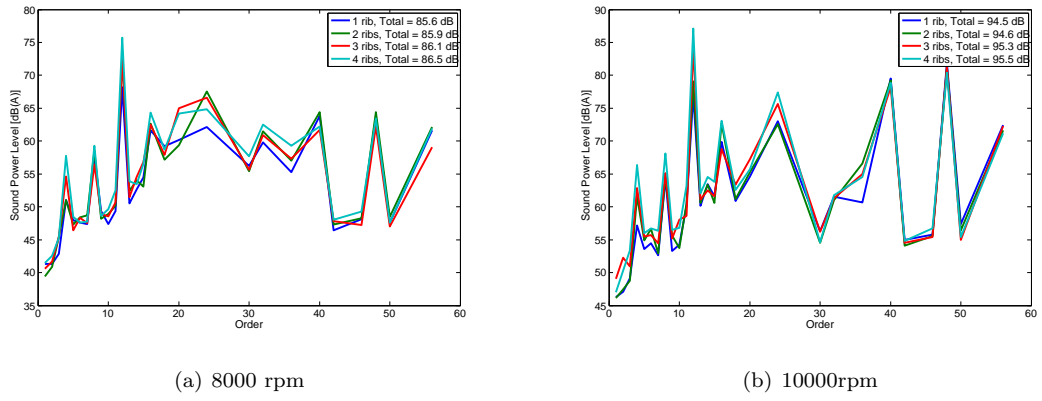 80
75
70
65
60
55
50
45
40
35
0
10
20
30
40
50
60
Sound Power Level [dB(A)]
Order
1 rib, Total = 85.6 dB
2 ribs, Total = 85.9 dB
3 ribs, Total = 86.1 dB
4 ribs, Total = 86.5 dB
(a) 8000 rpm
90
85
80
75
70
65
60
55
50
45
0
10
20
30
40
50
60
Sound Power Level [dB(A)]
Order
1 rib, Total = 94.5 dB
2 ribs, Total = 94.6 dB
3 ribs, Total = 95.3 dB
4 ribs, Total = 95.5 dB
(b) 10000rpm